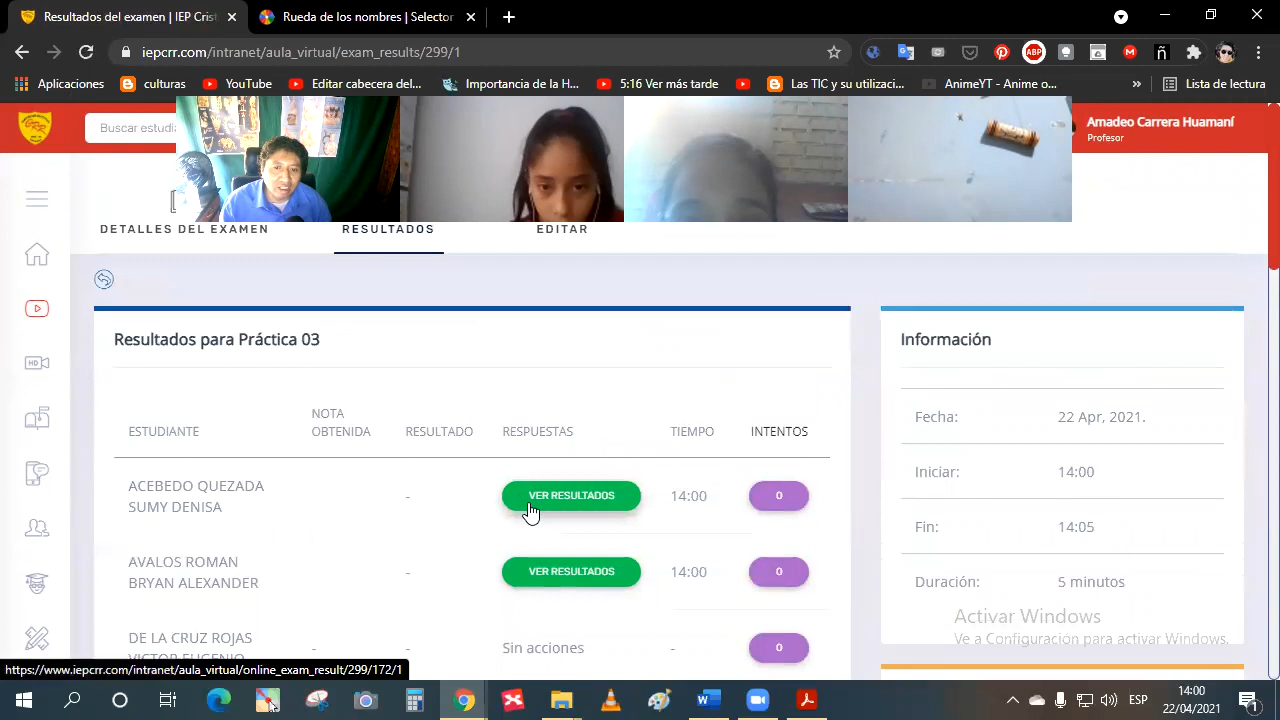 Resultados del examen | IEP Crist
Rueda de los nombres | Selector
iepcrr.com/intranet/aula_virtual/exam_results/299/1
Aplicaciones
culturas
YouTube
Editar cabecera del...
Importancia de la H...
5:16 Ver más tarde
Las TIC y su utilizaci...
AnimeYT - Anime o...
»
Lista de lectura
Buscar estudia
Amadeo Carrera Huamaní
Profesor
DETALLES DEL EXAMEN
RESULTADOS
EDITAR
Resultados para Práctica 03
ESTUDIANTE
NOTA
OBTENIDA
RESULTADO
RESPUESTAS
TIEMPO
INTENTOS
ACEBEDO QUEZADA
SUMY DENISA
-
VER RESULTADOS
14:00
0
AVALOS ROMAN
BRYAN ALEXANDER
-
VER RESULTADOS
14:00
0
DE LA CRUZ ROJAS
VICTOR EUGENIO
-
-
Sin acciones
-
0
Información
Fecha:
22 Apr, 2021.
Iniciar:
14:00
Fin:
14:05
Duración:
5 minutos
Activar Windows
Ve a Configuración para activar Windows.
https://www.iepcrr.com/intranet/aula_virtual/online_exam_result/299/172/1
ESP
14:00
22/04/2021